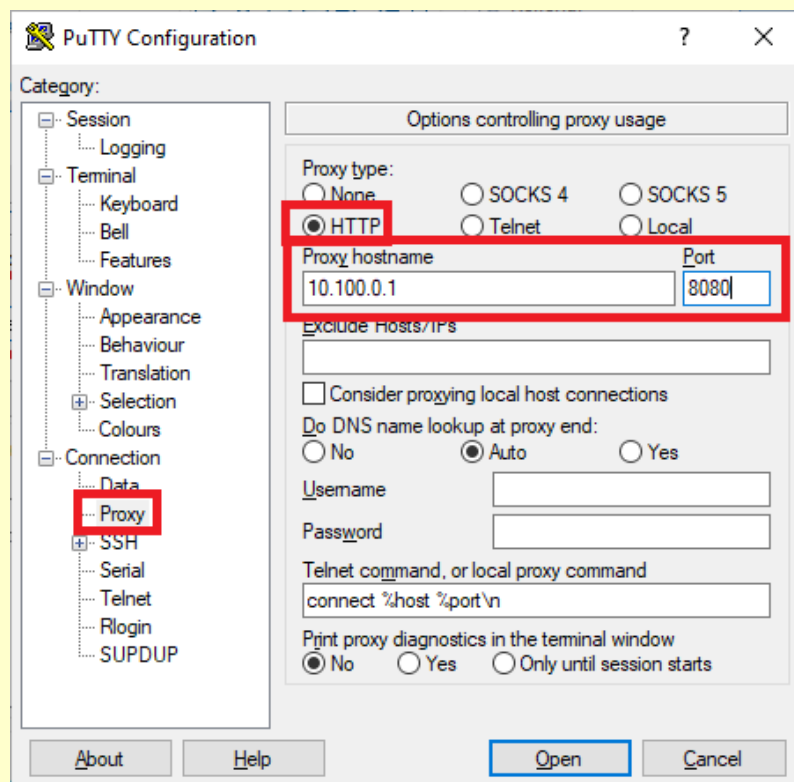 PuTTY Configuration
?
Category:
Session
Logging
Terminal
Keyboard
Bell
Features
Window
Appearance
Behaviour
Translation
Selection
Colours
Connection
Data
Proxy
SSH
Serial
Telnet
Rlogin
SUPDUP
Options controlling proxy usage
Proxy type:
None SOCKS 4 SOCKS 5
HTTP Telnet Local
Proxy hostname Port
10.100.0.1 8080
Exclude Hosts/IPs
Consider proxying local host connections
Do DNS name lookup at proxy end:
No Auto Yes
Username
Password
Telnet command, or local proxy command
connect %host %port\n
Print proxy diagnostics in the terminal window
No Yes Only until session starts
About Help Open Cancel